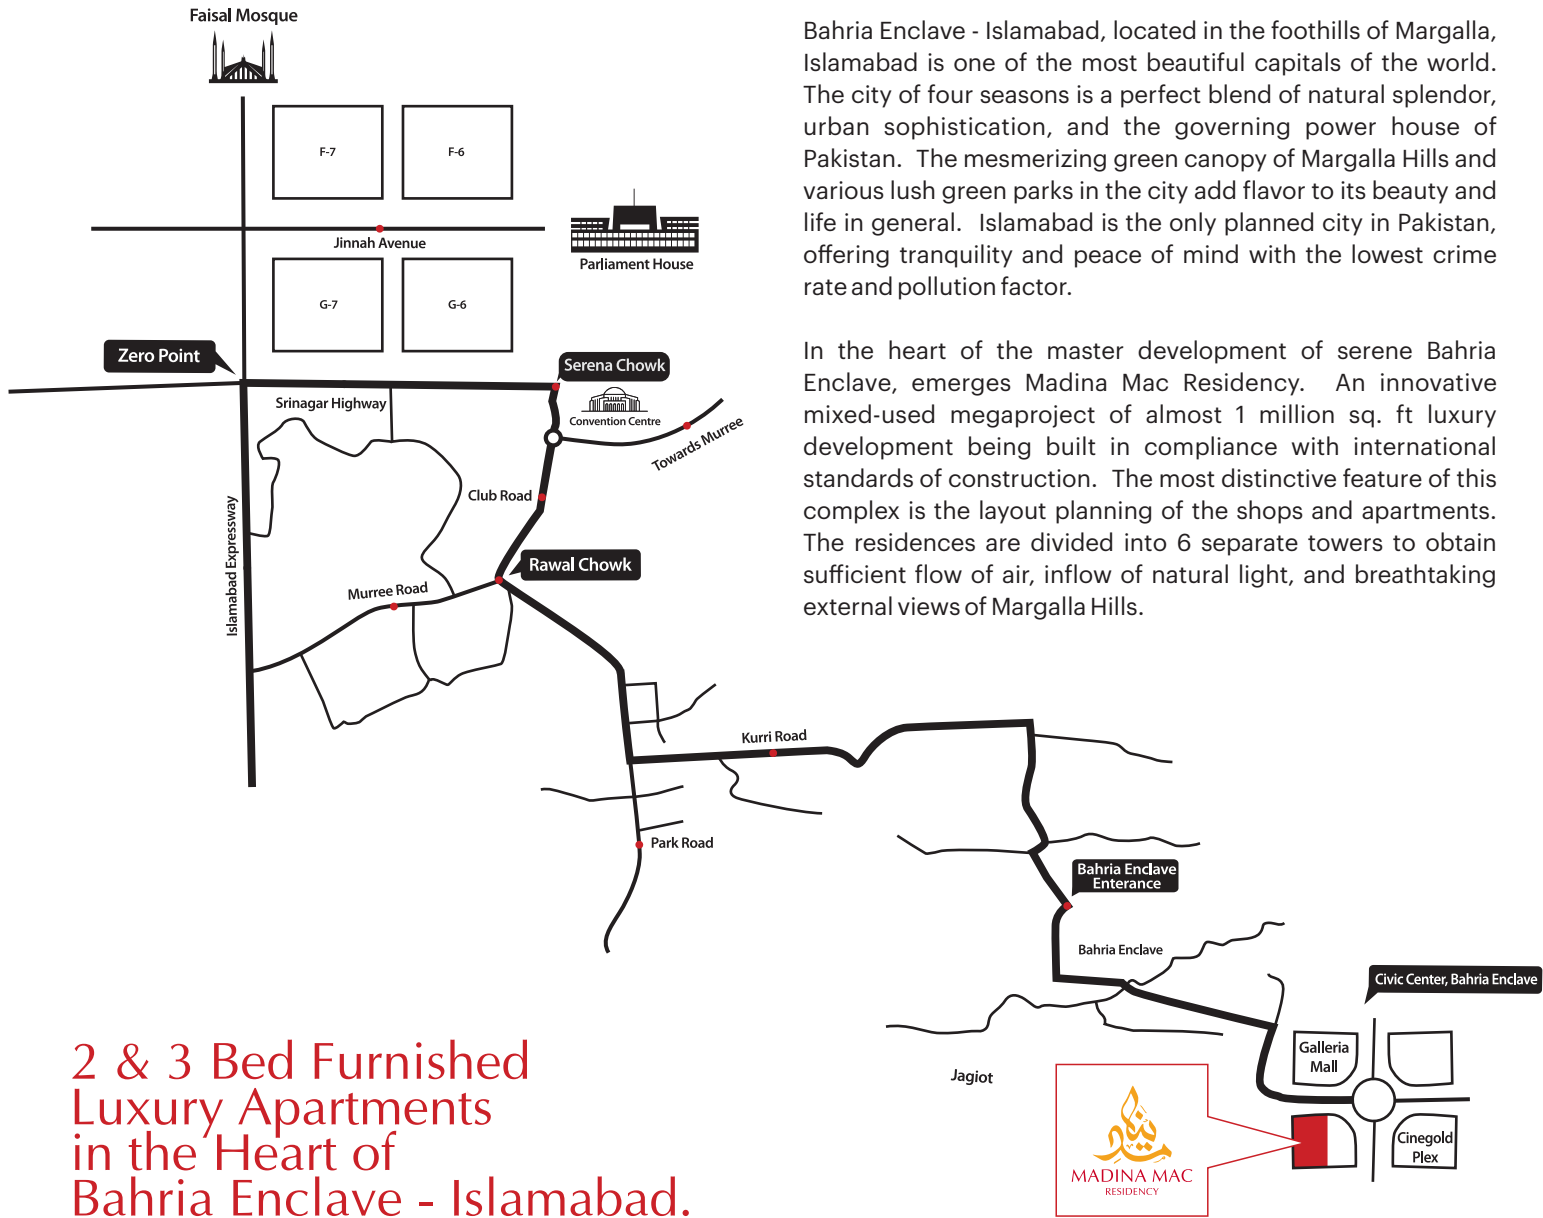 Faisal Mosque
F-7
F-6
Jinnah Avenue
Parliament House
G-7
G-6
Zero Point
Serena Chowk
Srinagar Highway
Convention Centre
Towards Murree
Club Road
Islamabad Expressway
Rawal Chowk
Murree Road
Bahria Enclave - Islamabad, located in the foothills of Margalla,
Islamabad is one of the most beautiful capitals of the world.
The city of four seasons is a perfect blend of natural splendor,
urban sophistication, and the governing power house of
Pakistan. The mesmerizing green canopy of Margalla Hills and
various lush green parks in the city add flavor to its beauty and
life in general. Islamabad is the only planned city in Pakistan,
offering tranquility and peace of mind with the lowest crime
rate and pollution factor.
In the heart of the master development of serene Bahria
Enclave, emerges Madina Mac Residency. An innovative
mixed-used megaproject of almost 1 million sq. ft luxury
development being built in compliance with international
standards of construction. The most distinctive feature of this
complex is the layout planning of the shops and apartments.
The residences are divided into 6 separate towers to obtain
sufficient flow of air, inflow of natural light, and breathtaking
external views of Margalla Hills.
Kurri Road
Park Road
Bahria Enclave
Enterance
Bahria Enclave
Civic Center, Bahria Enclave
Galleria
Mall
Jagiot
Cinegold
Plex
MADINA MAC
RESIDENCY
2 & 3 Bed Furnished
Luxury Apartments
in the Heart of
Bahria Enclave - Islamabad.